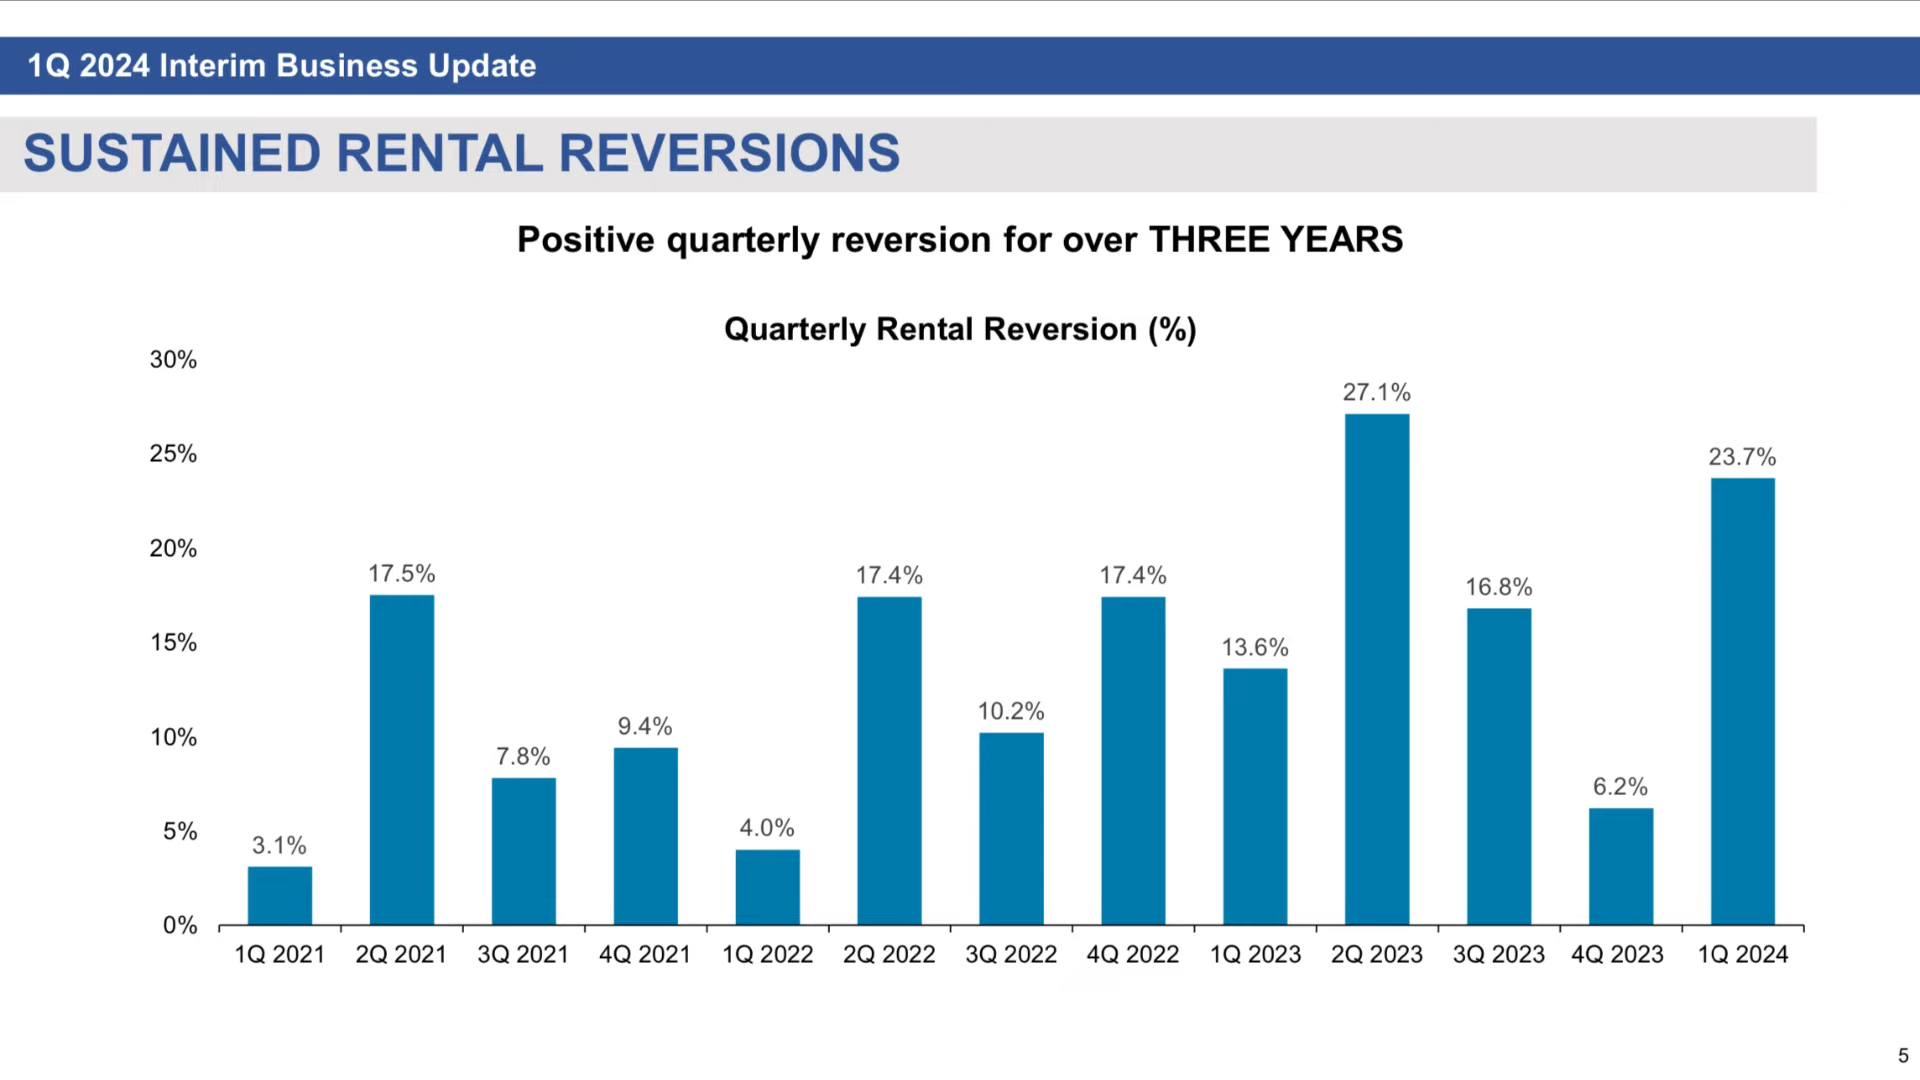 1Q 2024 Interim Business Update
SUSTAINED RENTAL REVERSIONS
Positive quarterly reversion for over THREE YEARS
Quarterly Rental Reversion (%)
30%
25%
20%
15%
10%
5%
0%
3.1%
17.5%
7.8%
9.4%
4.0%
17.4%
10.2%
17.4%
13.6%
27.1%
16.8%
6.2%
23.7%
1Q 2021
2Q 2021
3Q 2021
4Q 2021
1Q 2022
2Q 2022
3Q 2022
4Q 2022
1Q 2023
2Q 2023
3Q 2023
4Q 2023
1Q 2024
5